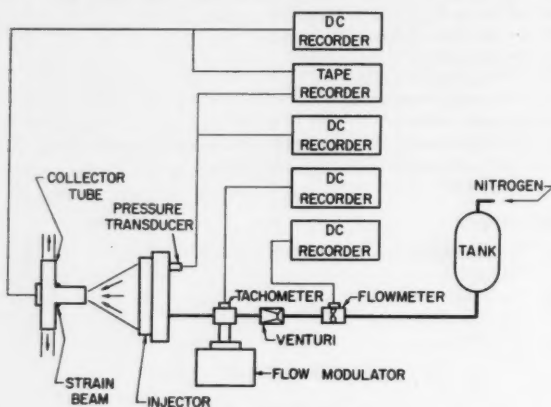 DC
RECORDER
TAPE
RECORDER
DC
RECORDER
DC
RECORDER
DC
RECORDER
COLLECTOR
TUBE
PRESSURE
TRANSDUCER
NITROGEN
TANK
TACHOMETER
FLOWMETER
VENTURI
FLOW MODULATOR
STRAIN
BEAM
INJECTOR